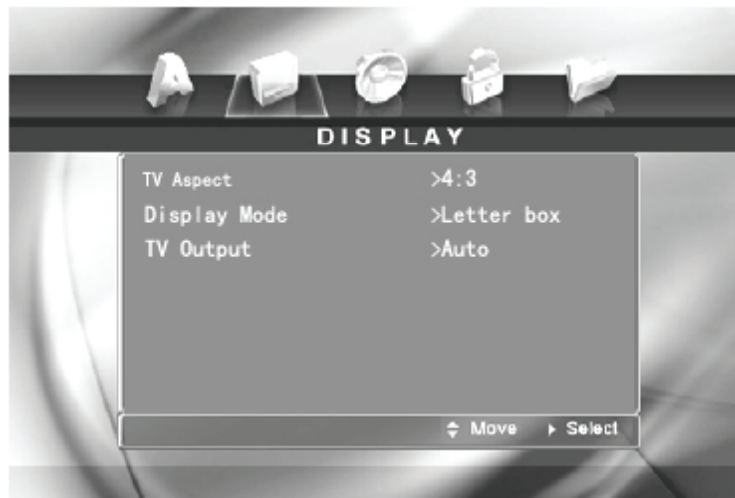 A
DISPLAY
TV Aspect >4:3
Display Mode >Letter box
TV Output >Auto
Move Select